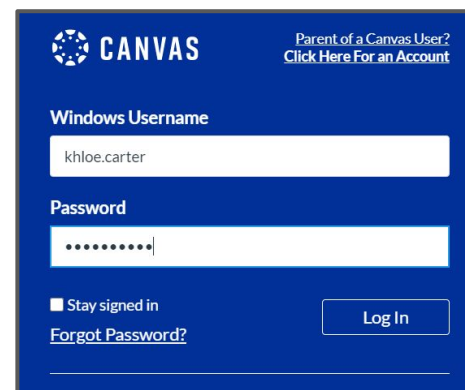 CANVAS
Parent of a Canvas User?
Click Here For an Account
Windows Username
khloe.carter
Password
••••••••••
Stay signed in
Log In
Forgot Password?